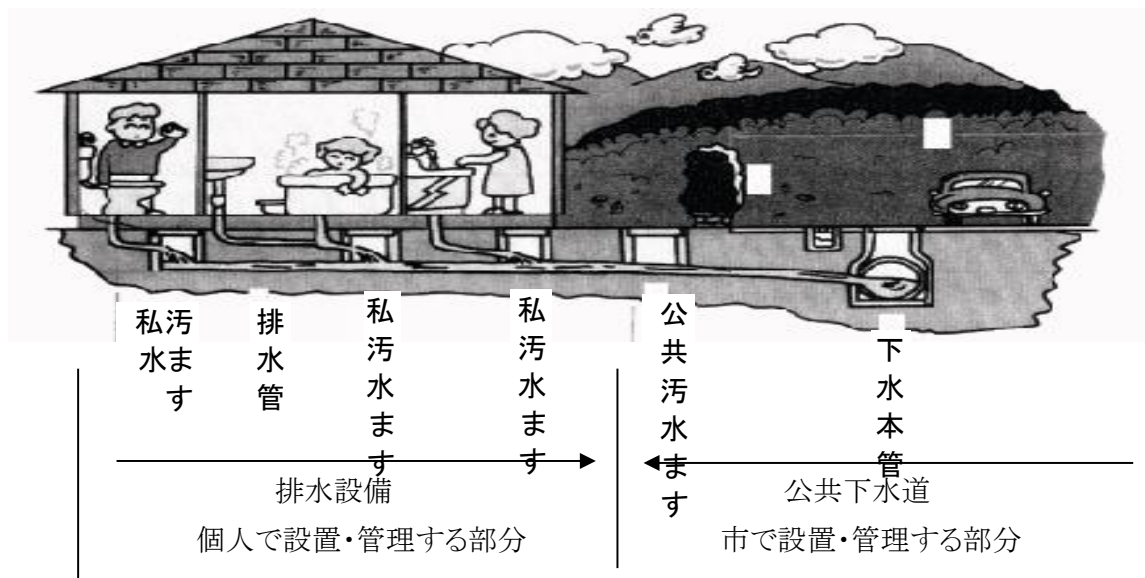 私汚水ます
排水管
私汚水ます
私汚水ます
公共汚水ます
下水本管
排水設備
個人で設置・管理する部分
公共下水道
市で設置・管理する部分